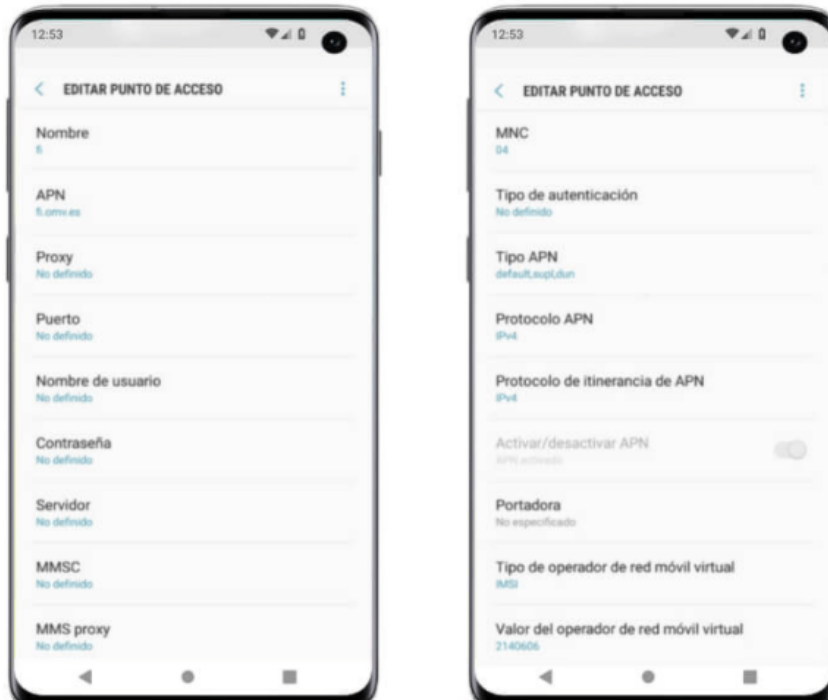 12:53
EDITAR PUNTO DE ACCESO
Nombre
fi
APN
fi.omv.es
Proxy
No definido
Puerto
No definido
Nombre de usuario
No definido
Contraseña
No definido
Servidor
No definido
MMSC
No definido
MMS proxy
No definido
12:53
EDITAR PUNTO DE ACCESO
MNC
04
Tipo de autenticación
No definido
Tipo APN
default,supl,dun
Protocolo APN
IPv4
Protocolo de itinerancia de APN
IPv4
Activar/desactivar APN
APN activado
Portadora
No especificado
Tipo de operador de red móvil virtual
IMSI
Valor del operador de red móvil virtual
2140606